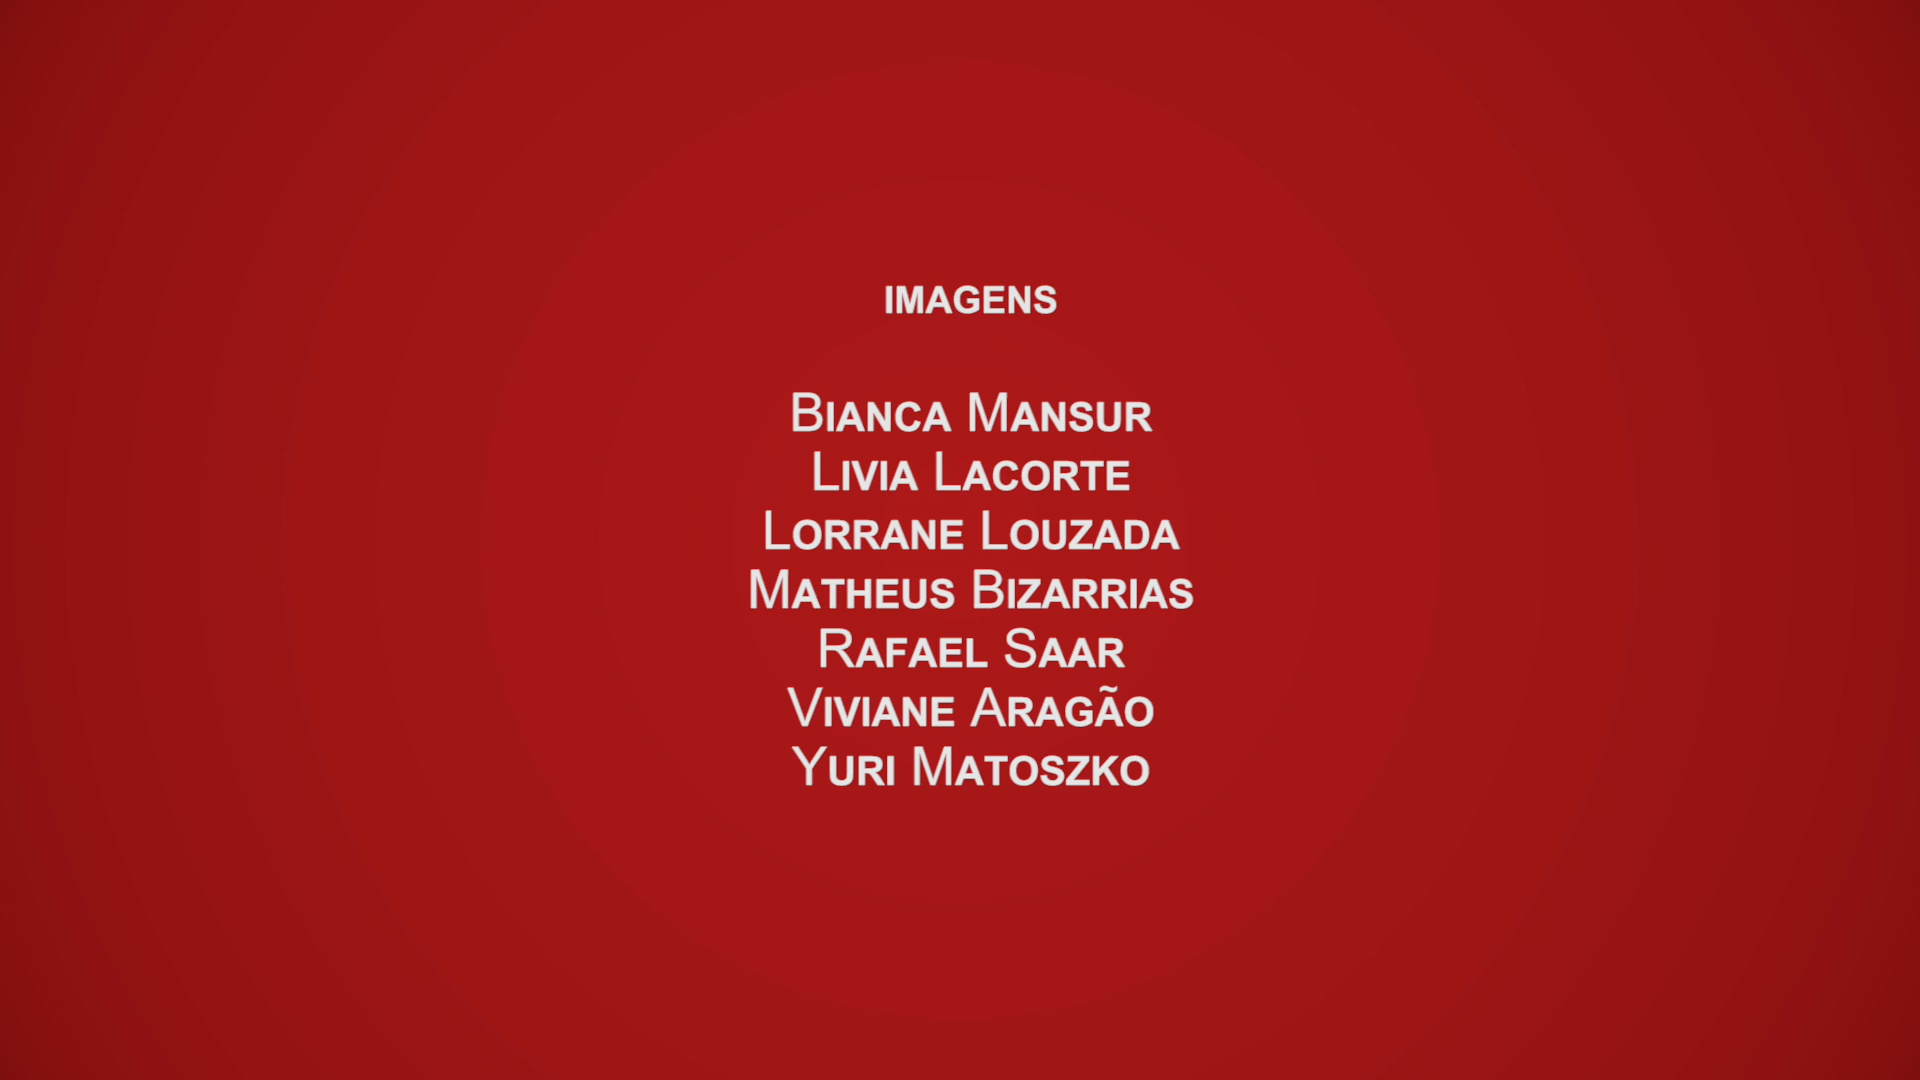 IMAGENS
Bianca Mansur
Livia Lacorte
Lorrane Louzada
Matheus Bizarrias
Rafael Saar
Viviane Aragão
Yuri Matoszko